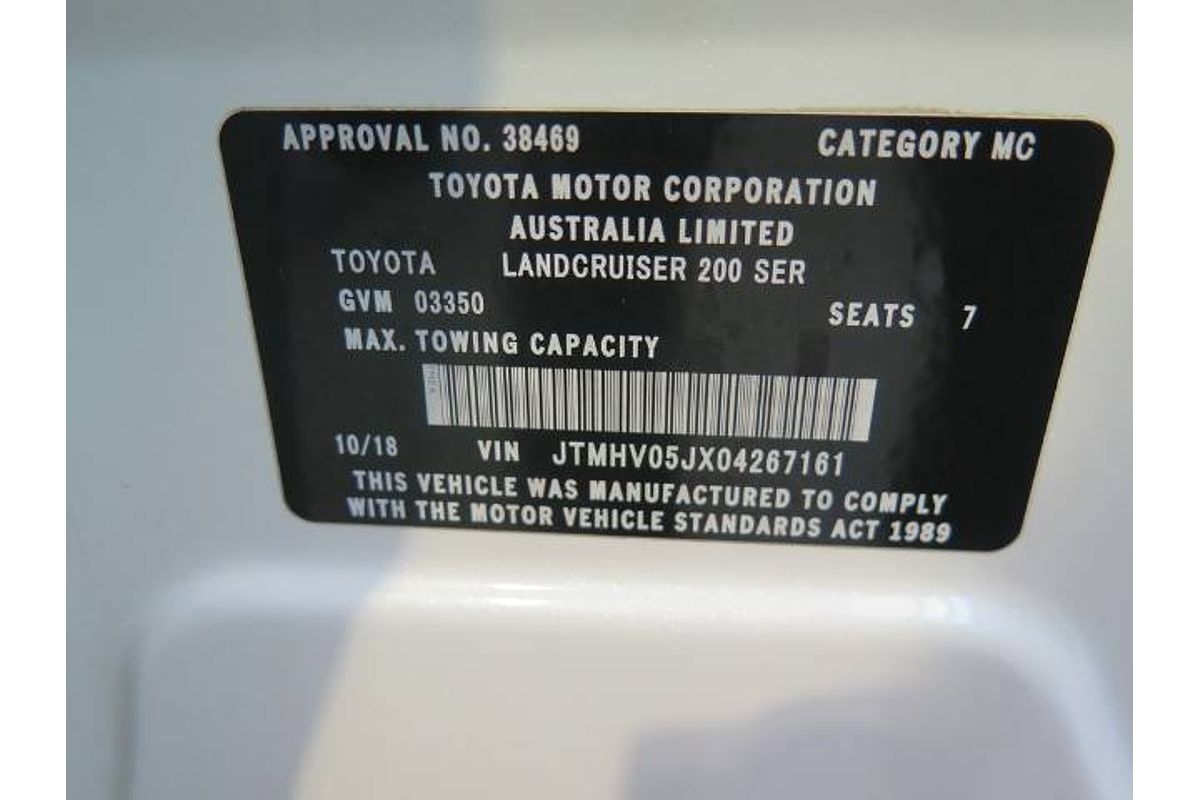 APPROVAL NO. 38469 CATEGORY MC
TOYOTA MOTOR CORPORATION
AUSTRALIA LIMITED
TOYOTA LANDCRUISER 200 SER
GVM 03350 SEATS 7
MAX. TOWING CAPACITY
10/18 VIN JTMHV05JX04267161
THIS VEHICLE WAS MANUFACTURED TO COMPLY
WITH THE MOTOR VEHICLE STANDARDS ACT 1989